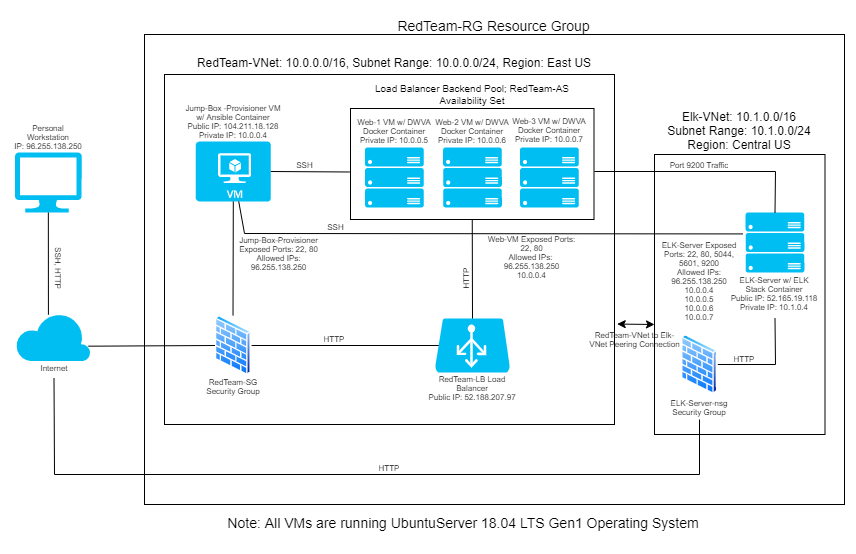 RedTeam-RG Resource Group
RedTeam-VNet: 10.0.0.0/16, Subnet Range: 10.0.0.0/24, Region: East US
Load Balancer Backend Pool; RedTeam-AS
Availability Set
Jump-Box -Provisioner VM
w/ Ansible Container
Public IP: 104.211.18.128
Private IP: 10.0.0.4
Web-1 VM w/ DWVA
Docker Container
Private IP: 10.0.0.5
Web-2 VM w/ DWVA
Docker Container
Private IP: 10.0.0.6
Web-3 VM w/ DWVA
Docker Container
Private IP: 10.0.0.7
Elk-VNet: 10.1.0.0/16
Subnet Range: 10.1.0.0/24
Region: Central US
Personal
Workstation
IP: 96.255.138.250
VM
SSH
Port 9200 Traffic
SSH
Jump-Box-Provisioner
Exposed Ports: 22, 80
Allowed IPs:
96.255.138.250
Web-VM Exposed Ports:
22, 80
Allowed IPs:
96.255.138.250
10.0.0.4
ELK-Server Exposed
Ports: 22, 80, 5044,
5601, 9200
Allowed IPs:
96.255.138.250
10.0.0.4
10.0.0.5
10.0.0.6
10.0.0.7
ELK-Server w/ ELK
Stack Container
Public IP: 52.165.19.118
Private IP: 10.1.0.4
SSH, HTTP
HTTP
HTTP
RedTeam-VNet to Elk-
VNet Peering Connection
HTTP
Internet
RedTeam-SG
Security Group
RedTeam-LB Load
Balancer
Public IP: 52.188.207.97
ELK-Server-nsg
Security Group
HTTP
Note: All VMs are running UbuntuServer 18.04 LTS Gen1 Operating System